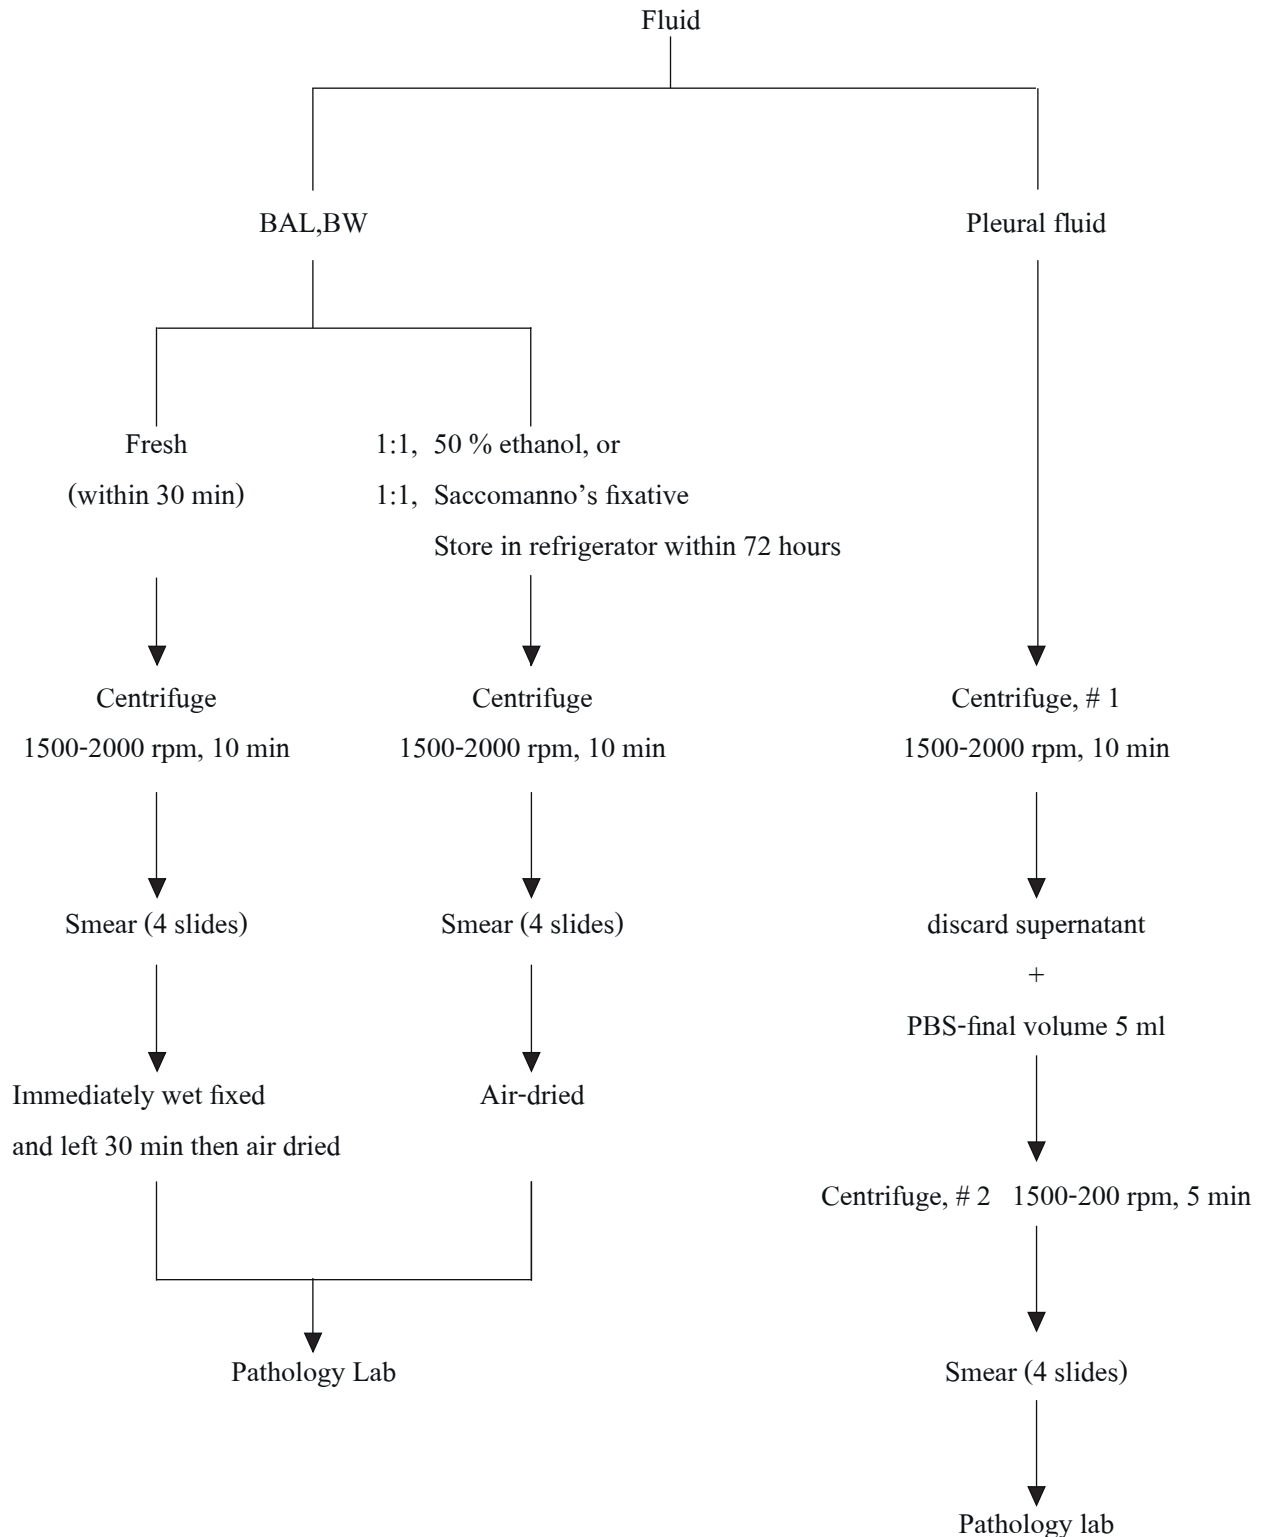 Fluid
BAL,BW
Pleural fluid
Fresh
(within 30 min)
1:1, 50 % ethanol, or
1:1, Saccomanno’s fixative
Store in refrigerator within 72 hours
Centrifuge
1500-2000 rpm, 10 min
Centrifuge
1500-2000 rpm, 10 min
Centrifuge, # 1
1500-2000 rpm, 10 min
Smear (4 slides)
Smear (4 slides)
discard supernatant
+
PBS-final volume 5 ml
Immediately wet fixed
and left 30 min then air dried
Air-dried
Centrifuge, # 2 1500-200 rpm, 5 min
Pathology Lab
Smear (4 slides)
Pathology lab